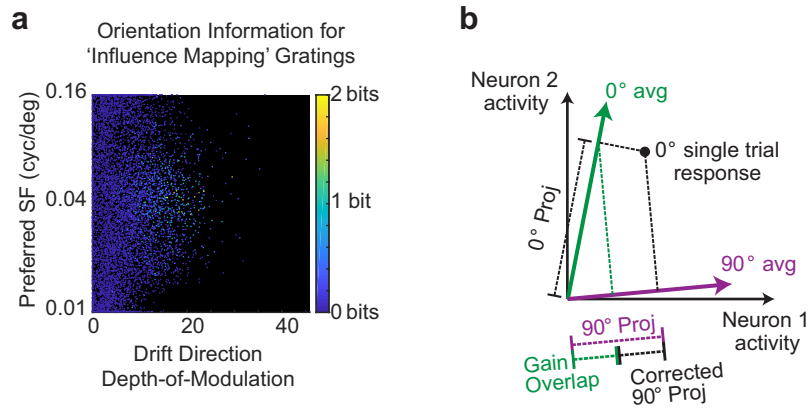 a
Orientation Information for
‘Influence Mapping’ Gratings
Preferred SF (cyc/deg)
0.16
0.04
0.01
0
20
40
Drift Direction
Depth-of-Modulation
2 bits
1 bit
0 bits
b
Neuron 2
activity
0° avg
0° single trial
response
0° Proj
90° avg
Neuron 1
activity
90° Proj
Gain
Overlap
Corrected
90° Proj